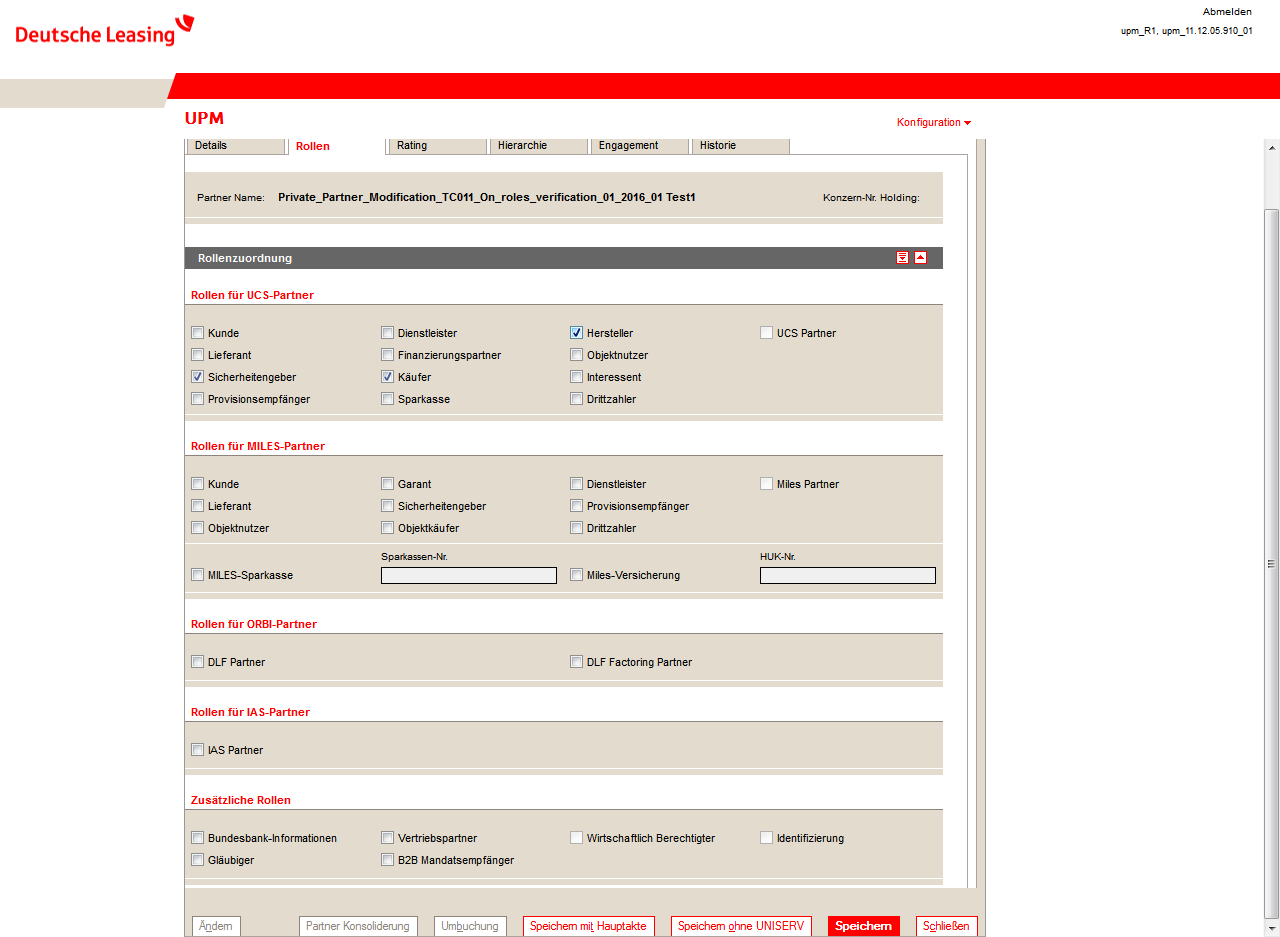 Abmelden
Deutsche Leasing
upm_R1, upm_11.12.05.910_01
UPM
Konfiguration
Details Rollen Rating Hierarchie Engagement Historie
Partner Name: Private_Partner_Modification_TC011_On_roles_verification_01_2016_01 Test1 Konzern-Nr. Holding:
Rollenzuordnung
Rollen für UCS-Partner
Kunde Dienstleister Hersteller UCS Partner
Lieferant Finanzierungspartner Objektnutzer
Sicherheitengeber Käufer Interessent
Provisionsempfänger Sparkasse Drittzahler
Rollen für MILES-Partner
Kunde Garant Dienstleister Miles Partner
Lieferant Sicherheitengeber Provisionsempfänger
Objektnutzer Objektkäufer Drittzahler
Sparkassen-Nr. HUK-Nr.
MILES-Sparkasse Miles-Versicherung
Rollen für ORBI-Partner
DLF Partner DLF Factoring Partner
Rollen für IAS-Partner
IAS Partner
Zusätzliche Rollen
Bundesbank-Informationen Vertriebspartner Wirtschaftlich Berechtigter Identifizierung
Gläubiger B2B Mandatsempfänger
Ändern Partner Konsolidierung Umbuchung Speichern mit Hauptakte Speichern ohne UNISERV Speichern Schließen